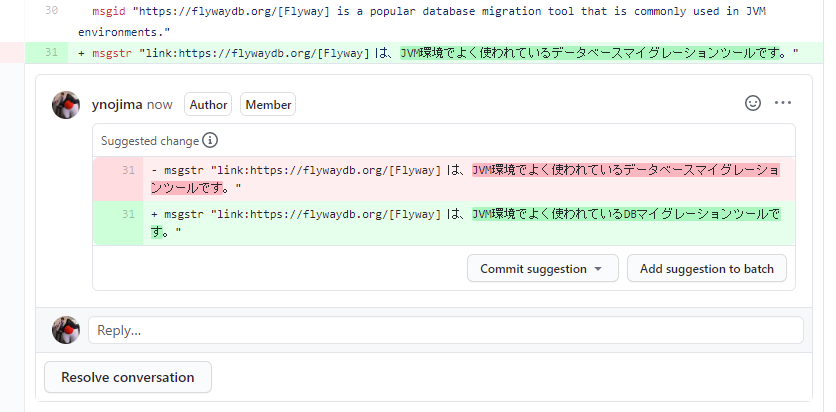 30 msgid "https://flywaydb.org/[Flyway] is a popular database migration tool that is commonly used in JVM
environments."
31 + msgstr "link:https://flywaydb.org/[Flyway] は、JVM環境でよく使われているデータベースマイグレーションツールです。"
ynojima now Author Member
Suggested change
31 - msgstr "link:https://flywaydb.org/[Flyway] は、JVM環境でよく使われているデータベースマイグレーショ
ンツールです。"
31 + msgstr "link:https://flywaydb.org/[Flyway] は、JVM環境でよく使われているDBマイグレーションツールで
す。"
Commit suggestion Add suggestion to batch
Reply...
Resolve conversation